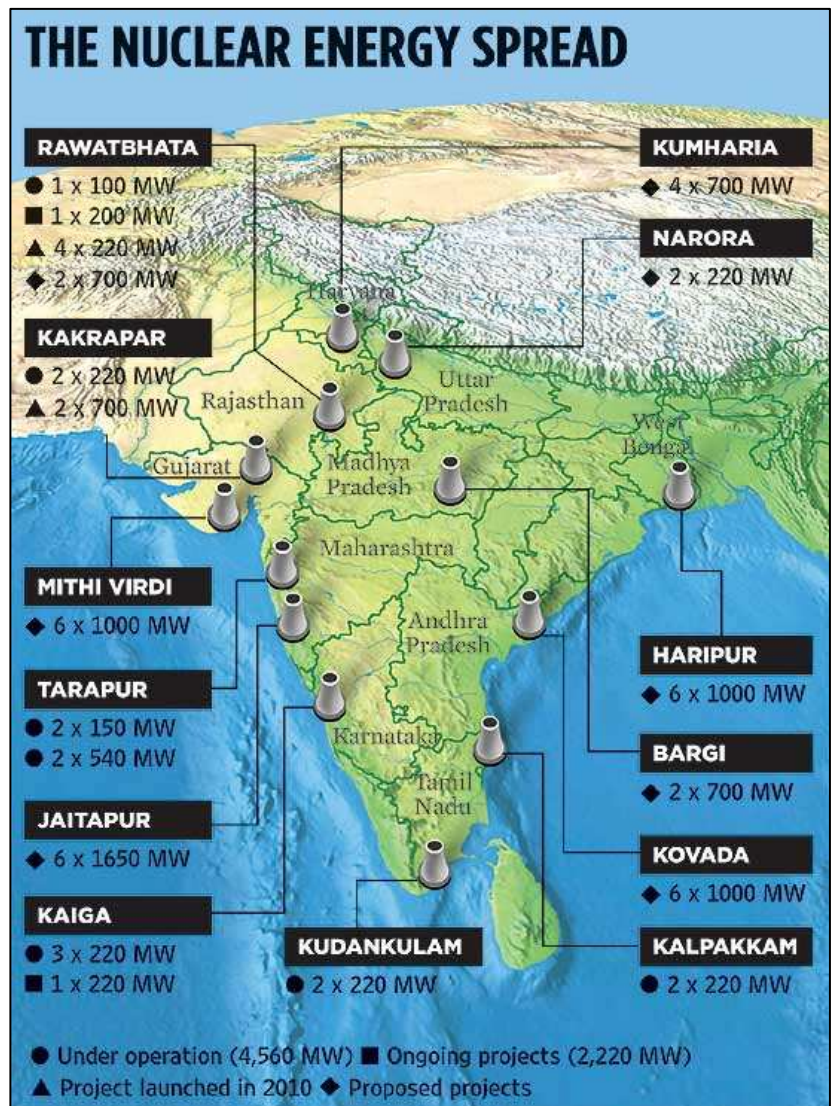 THE NUCLEAR ENERGY SPREAD
RAWATBHATA
● 1 x 100 MW
■ 1 x 200 MW
▲ 4 x 220 MW
◆ 2 x 700 MW
KAKRAPAR
● 2 x 220 MW
▲ 2 x 700 MW
MITHI VIRDI
◆ 6 x 1000 MW
TARAPUR
● 2 x 150 MW
● 2 x 540 MW
JAITAPUR
◆ 6 x 1650 MW
KAIGA
● 3 x 220 MW
■ 1 x 220 MW
KUDANKULAM
● 2 x 220 MW
KUMHARIA
◆ 4 x 700 MW
NARORA
◆ 2 x 220 MW
HARIPUR
◆ 6 x 1000 MW
BARGI
◆ 2 x 700 MW
KOVADA
◆ 6 x 1000 MW
KALPAKKAM
● 2 x 220 MW
Haryana
Rajasthan
Uttar
Pradesh
West
Bengal
Gujarat
Madhya
Pradesh
Maharashtra
Andhra
Pradesh
Karnataka
Tamil
Nadu
● Under operation (4,560 MW) ■ Ongoing projects (2,220 MW)
▲ Project launched in 2010 ◆ Proposed projects